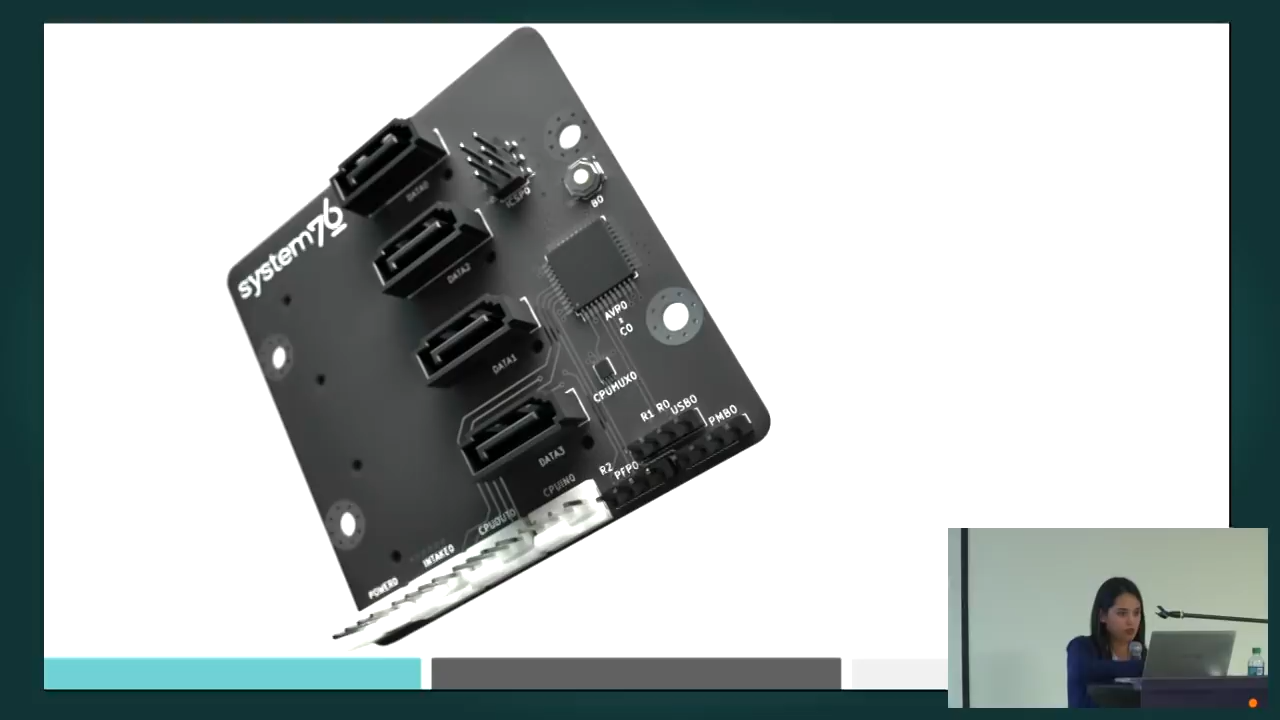 system76
DATA0
ICSP0
B0
DATA2
AVP0
C0
DATA1
CPUMUX0
R1 R0 USB0
PMB0
DATA3
R2
PFP0
CPUIN0
CPUOUT0
INTAKE0
POWER0